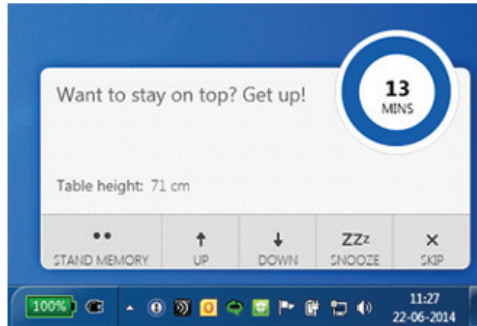 Want to stay on top? Get up!
13
MINS
Table height: 71 cm
STAND MEMORY UP DOWN ZZz SNOOZE SKIP
100%
11:27
22-06-2014